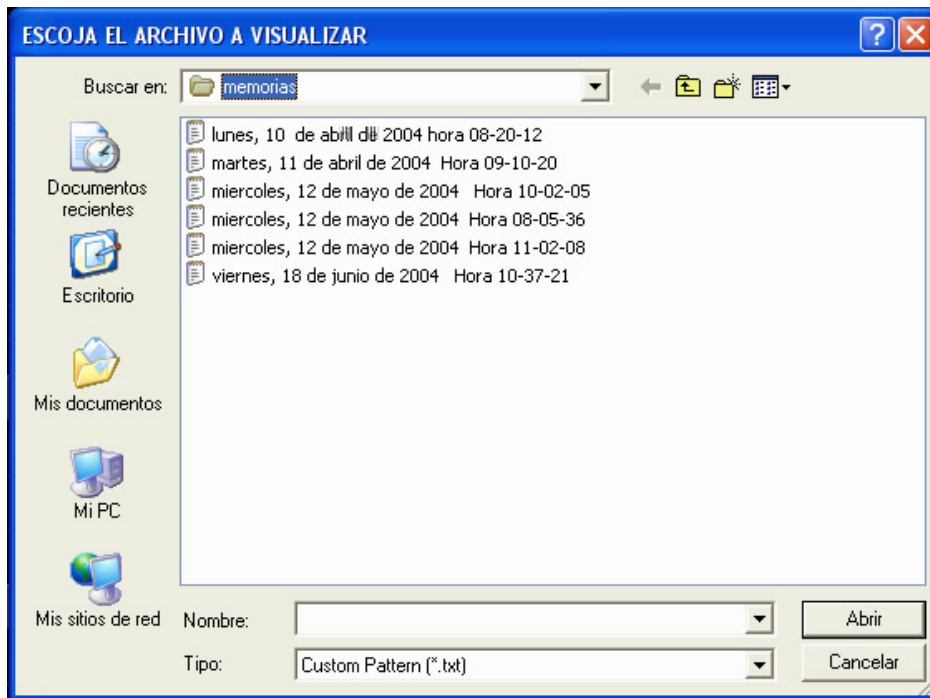 ESCOJA EL ARCHIVO A VISUALIZAR
Buscar en: memorias
lunes, 10 de 2004 hora 08-20-12
martes, 11 de abril de 2004 Hora 09-10-20
miercoles, 12 de mayo de 2004 Hora 10-02-05
miercoles, 12 de mayo de 2004 Hora 08-05-36
miercoles, 12 de mayo de 2004 Hora 11-02-08
viernes, 18 de junio de 2004 Hora 10-37-21
Documentos
recientes
Escritorio
Mis documentos
Mi PC
Mis sitios de red
Nombre:
Abrir
Tipo: Custom Pattern (*.txt)
Cancelar